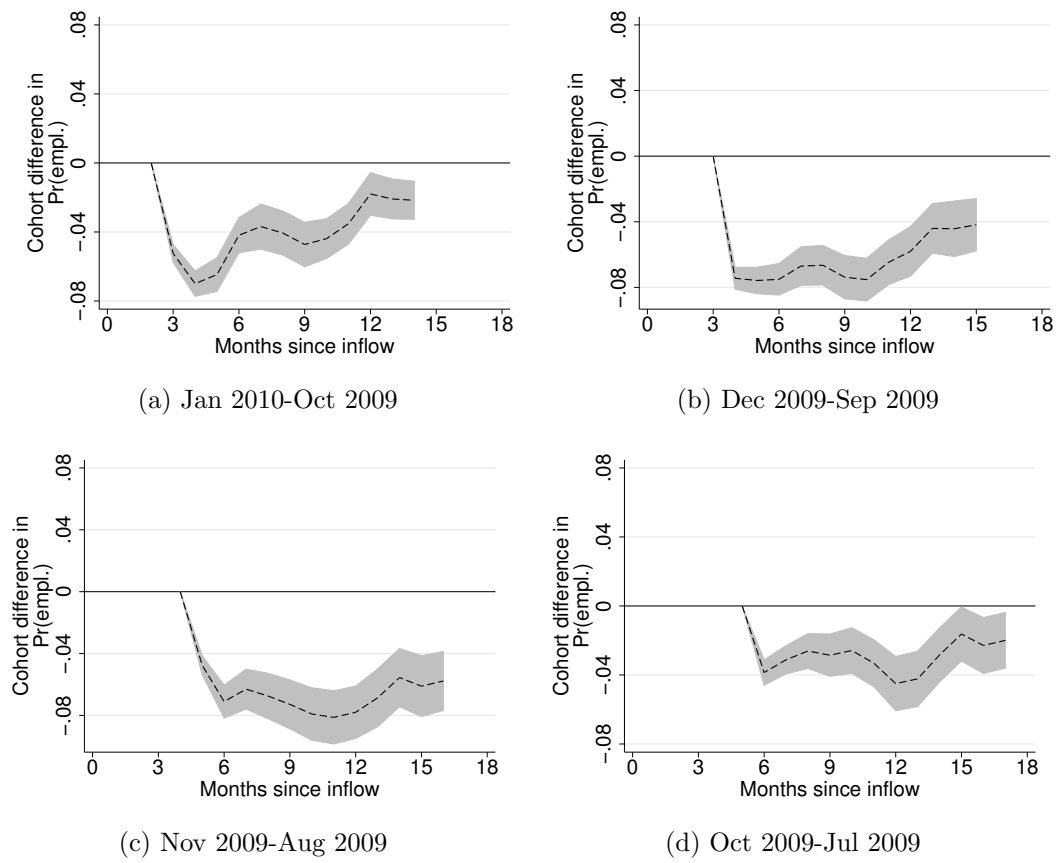 Cohort difference in
Pr(empl.)
.08
.04
0
-.04
-.08
0 3 6 9 12 15 18
Months since inflow
(a) Jan 2010-Oct 2009
Cohort difference in
Pr(empl.)
.08
.04
0
-.04
-.08
0 3 6 9 12 15 18
Months since inflow
(b) Dec 2009-Sep 2009
Cohort difference in
Pr(empl.)
.08
.04
0
-.04
-.08
0 3 6 9 12 15 18
Months since inflow
(c) Nov 2009-Aug 2009
Cohort difference in
Pr(empl.)
.08
.04
0
-.04
-.08
0 3 6 9 12 15 18
Months since inflow
(d) Oct 2009-Jul 2009